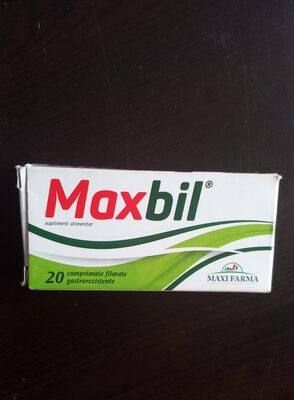 Maxbil®
supliment alimentar
20 comprimate filmate
gastrorezistente
MAXI FARMA